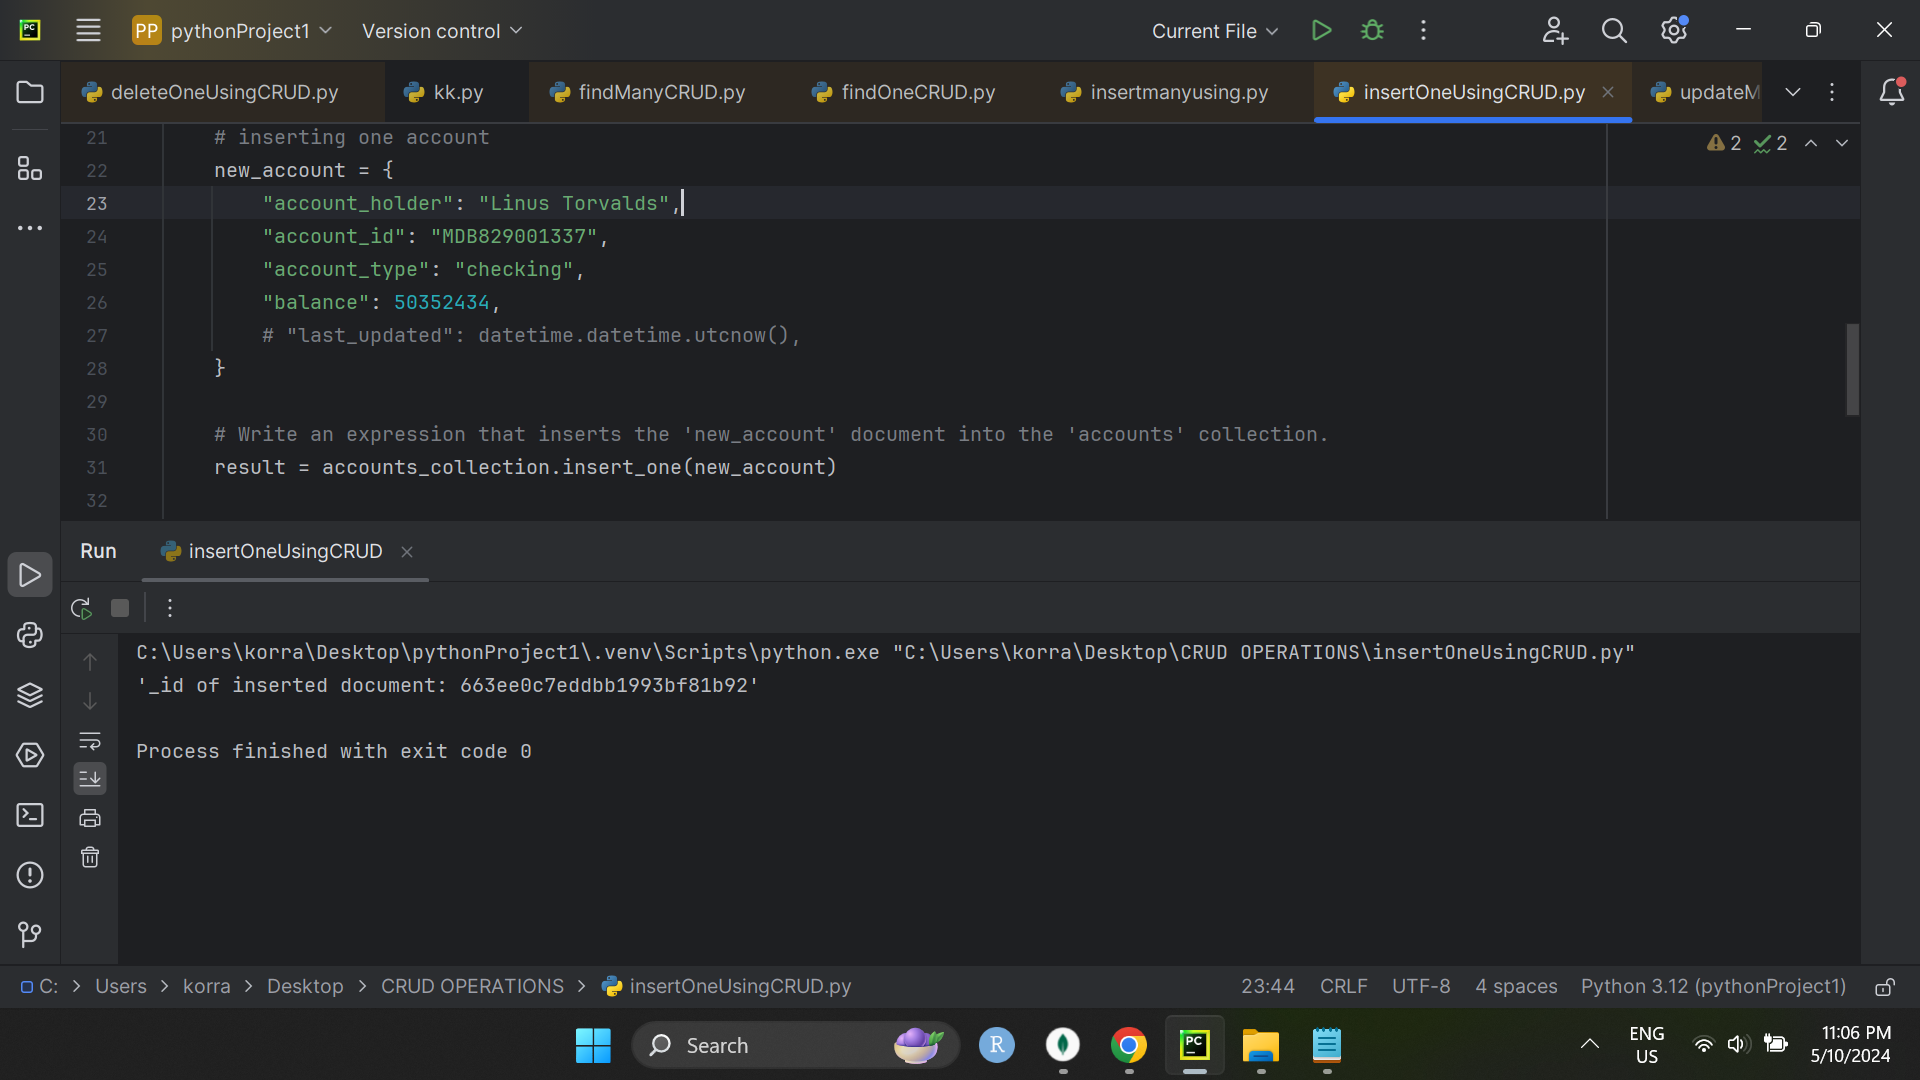 PC PP pythonProject1 Version control Current File
deleteOneUsingCRUD.py kk.py findManyCRUD.py findOneCRUD.py insertmanyusing.py insertOneUsingCRUD.py updateM
2 2
21 # inserting one account
22 new_account = {
23 "account_holder": "Linus Torvalds",
24 "account_id": "MDB829001337",
25 "account_type": "checking",
26 "balance": 50352434,
27 # "last_updated": datetime.datetime.utcnow(),
28 }
29
30 # Write an expression that inserts the 'new_account' document into the 'accounts' collection.
31 result = accounts_collection.insert_one(new_account)
32
Run insertOneUsingCRUD
C:\Users\korra\Desktop\pythonProject1\.venv\Scripts\python.exe "C:\Users\korra\Desktop\CRUD OPERATIONS\insertOneUsingCRUD.py"
'_id of inserted document: 663ee0c7eddbb1993bf81b92'
Process finished with exit code 0
C: > Users > korra > Desktop > CRUD OPERATIONS > insertOneUsingCRUD.py 23:44 CRLF UTF-8 4 spaces Python 3.12 (pythonProject1)
Search R PC ENG 11:06 PM
US 5/10/2024